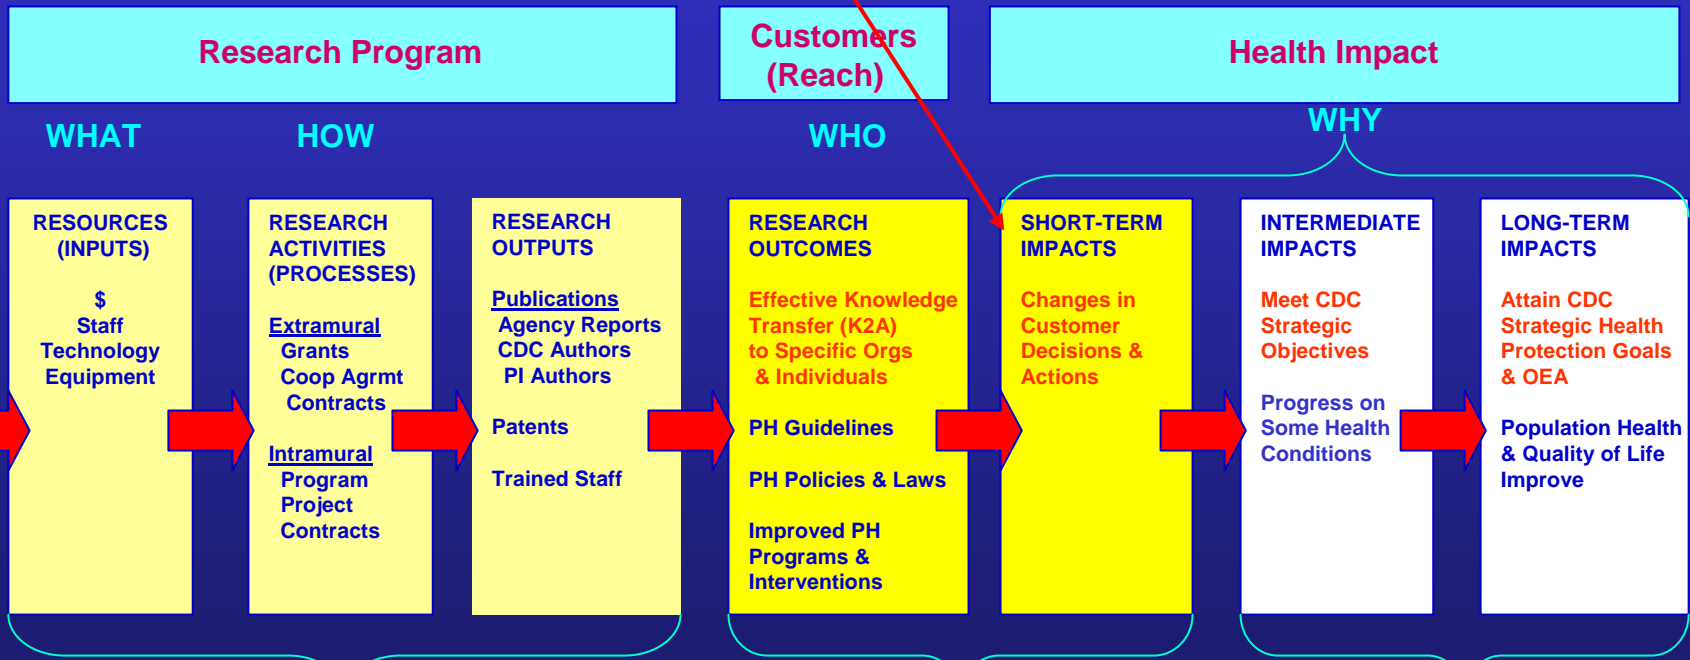 Research Program
Customers
(Reach)
Health Impact
WHAT
HOW
WHO
WHY
RESOURCES
(INPUTS)
$
Staff
Technology
Equipment
RESEARCH
ACTIVITIES
(PROCESSES)
Extramural
Grants
Coop Agrmt
Contracts
Intramural
Program
Project
Contracts
RESEARCH
OUTPUTS
Publications
Agency Reports
CDC Authors
PI Authors
Patents
Trained Staff
RESEARCH
OUTCOMES
Effective Knowledge
Transfer (K2A)
to Specific Orgs
& Individuals
PH Guidelines
PH Policies & Laws
Improved PH
Programs &
Interventions
SHORT-TERM
IMPACTS
Changes in
Customer
Decisions &
Actions
INTERMEDIATE
IMPACTS
Meet CDC
Strategic
Objectives
Progress on
Some Health
Conditions
LONG-TERM
IMPACTS
Attain CDC
Strategic Health
Protection Goals
& OEA
Population Health
& Quality of Life
Improve